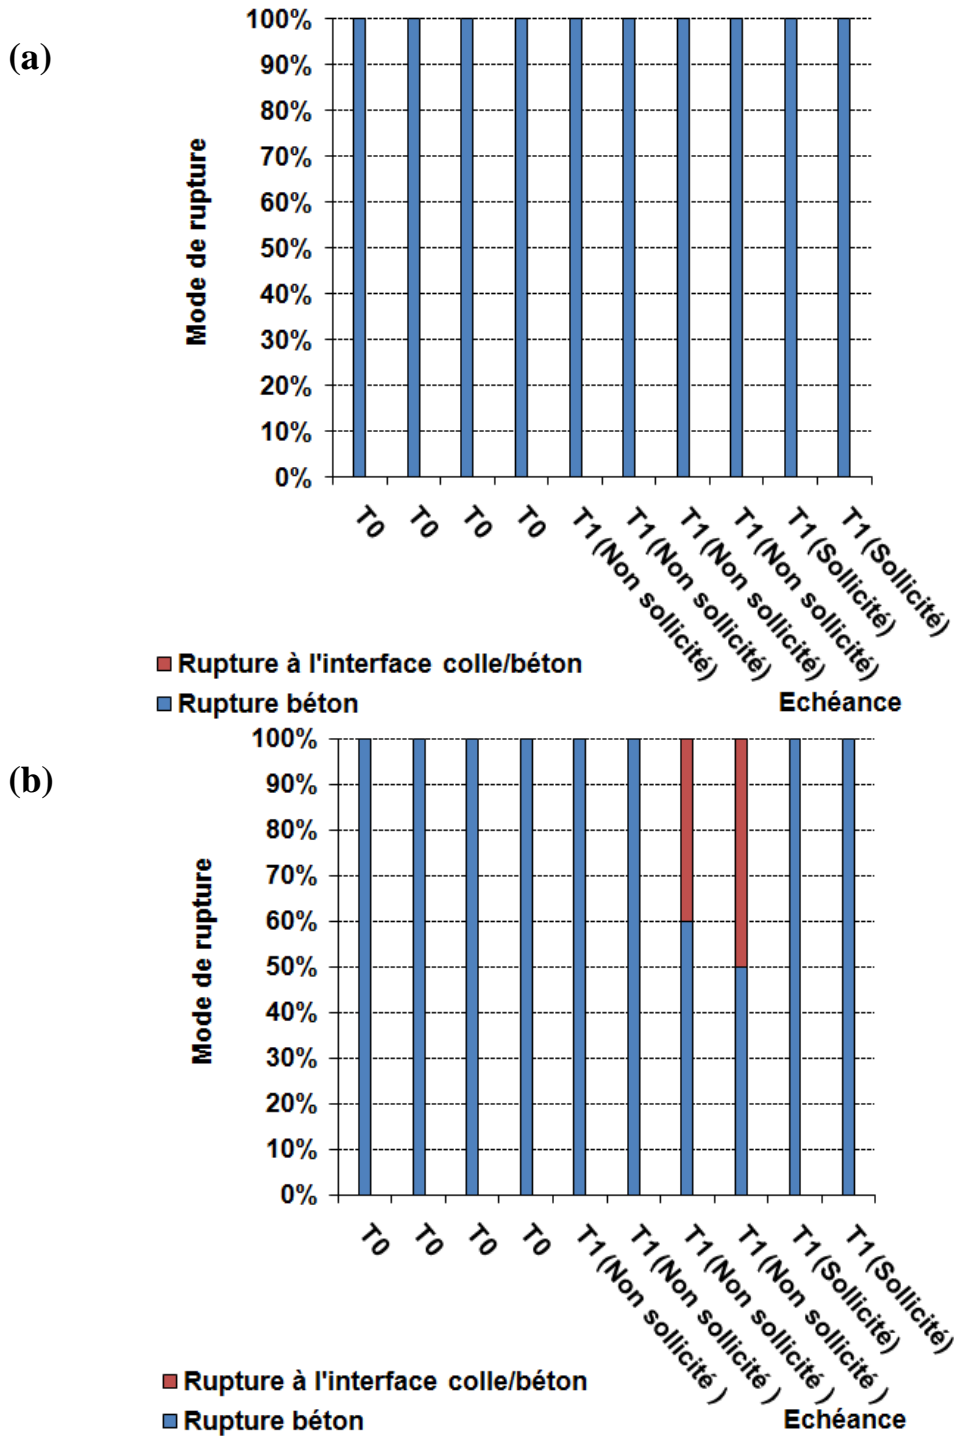 (a)
Mode de rupture
100%
90%
80%
70%
60%
50%
40%
30%
20%
10%
0%
T0
T0
T0
T0
T1(Non sollicité)
T1(Non sollicité)
T1(Non sollicité)
T1(Non sollicité)
T1(Sollicité)
T1(Sollicité)
Rupture à l'interface colle/béton
Rupture béton
Echéance
(b)
Mode de rupture
100%
90%
80%
70%
60%
50%
40%
30%
20%
10%
0%
T0
T0
T0
T0
T1(Non sollicité )
T1(Non sollicité )
T1(Non sollicité )
T1(Non sollicité )
T1(Sollicité)
T1(Sollicité)
Rupture à l'interface colle/béton
Rupture béton
Echéance